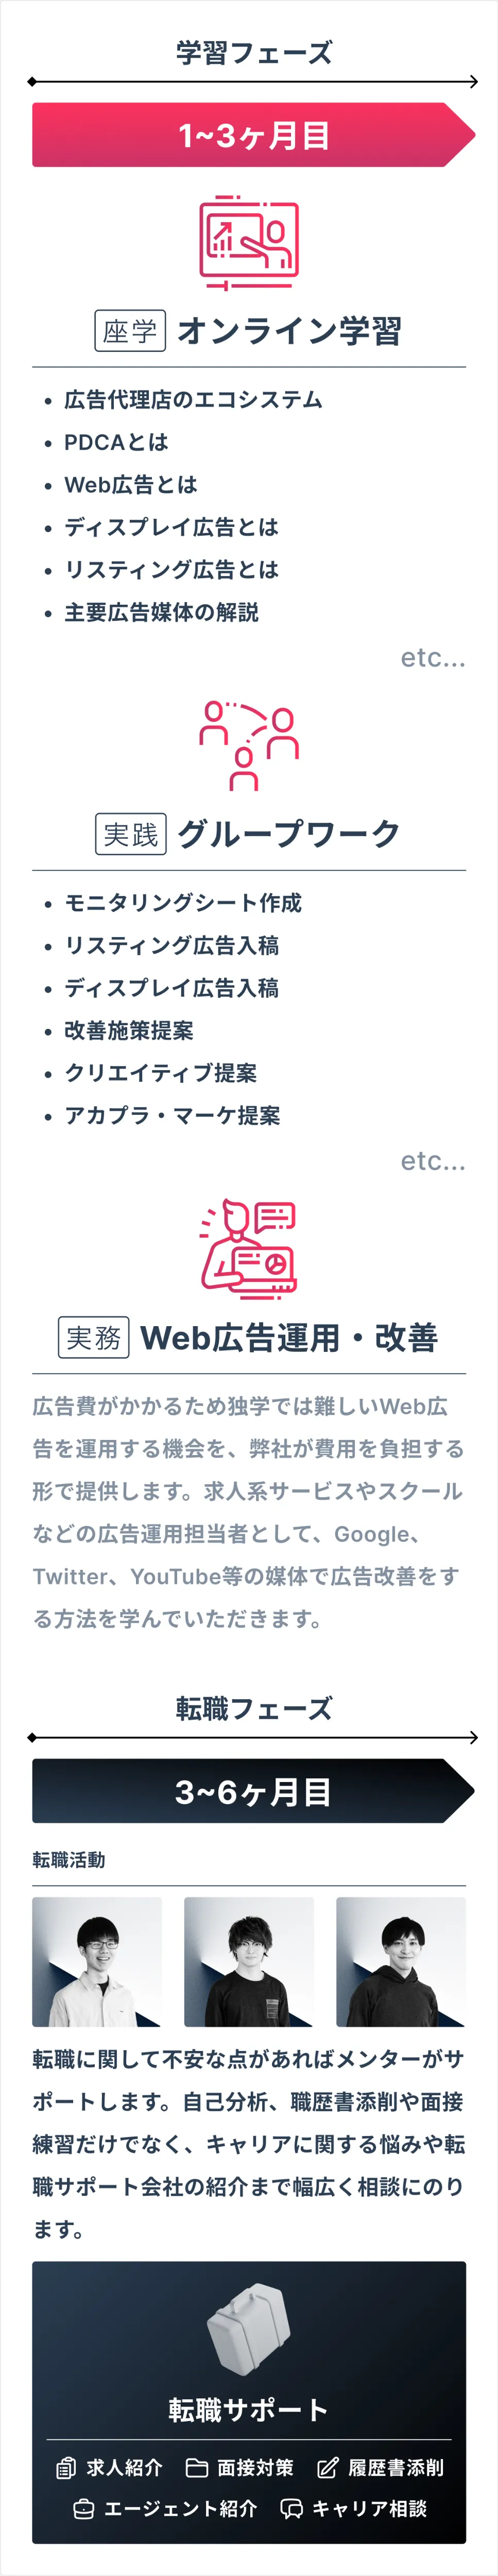 学習フェーズ
1~3ヶ月目
座学 オンライン学習
• 広告代理店のエコシステム
• PDCAとは
• Web広告とは
• ディスプレイ広告とは
• リスティング広告とは
• 主要広告媒体の解説
etc...
実践 グループワーク
• モニタリングシート作成
• リスティング広告入稿
• ディスプレイ広告入稿
• 改善施策提案
• クリエイティブ提案
• アカプラ・マーケ提案
etc...
実務 Web広告運用・改善
広告費がかかるため独学では難しいWeb広
告を運用する機会を、弊社が費用を負担する
形で提供します。求人系サービスやスクール
などの広告運用担当者として、Google、
Twitter、YouTube等の媒体で広告改善をす
る方法を学んでいただきます。
転職フェーズ
3~6ヶ月目
転職活動
転職に関して不安な点があればメンターがサ
ポートします。自己分析、職歴書添削や面接
練習だけでなく、キャリアに関する悩みや転
職サポート会社の紹介まで幅広く相談にのり
ます。
転職サポート
求人紹介 面接対策 履歴書添削
エージェント紹介 キャリア相談